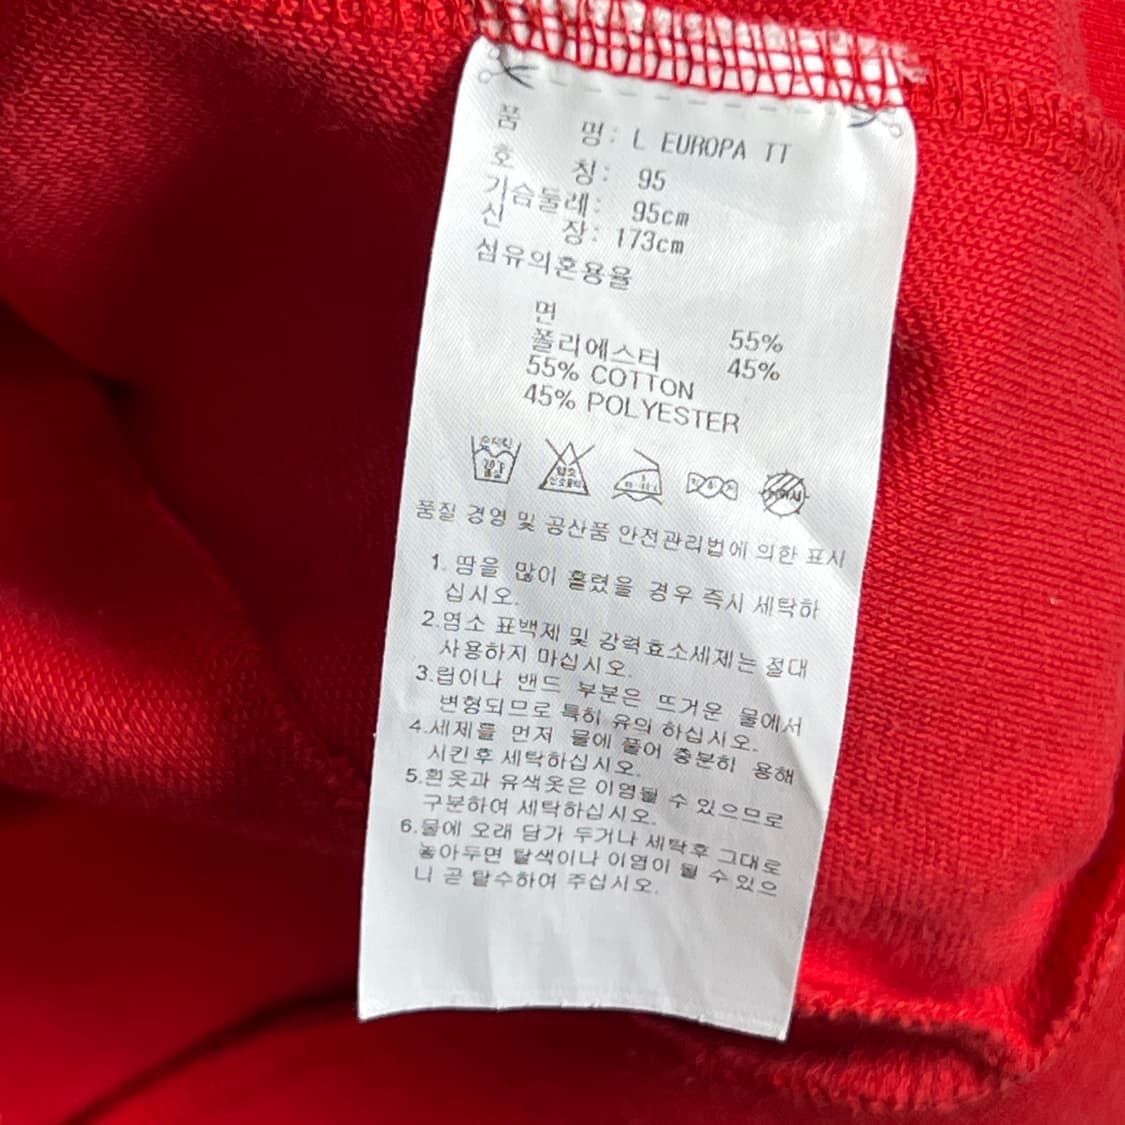 품 명: L EUROPA TT
호 칭: 95
가슴둘레: 95cm
신 장: 173cm
섬유의혼용율
면 55%
폴리에스터 45%
55% COTTON
45% POLYESTER
품질 경영 및 공산품 안전관리법에 의한 표시
1. 땀을 많이 흘렸을 경우 즉시 세탁하
십시오.
2.염소 표백제 및 강력효소세제는 절대
사용하지 마십시오.
3.립이나 밴드 부분은 뜨거운 물에서
변형되므로 특히 유의 하십시오.
4.세제를 먼저 물에 풀어 충분히 용해
시킨후 세탁하십시오.
5.흰옷과 유색옷은 이염될 수 있으므로
구분하여 세탁하십시오.
6.물에 오래 담가 두거나 세탁후 그대로
놓아두면 탈색이나 이염이 될 수 있으
니 곧 탈수하여 주십시오.